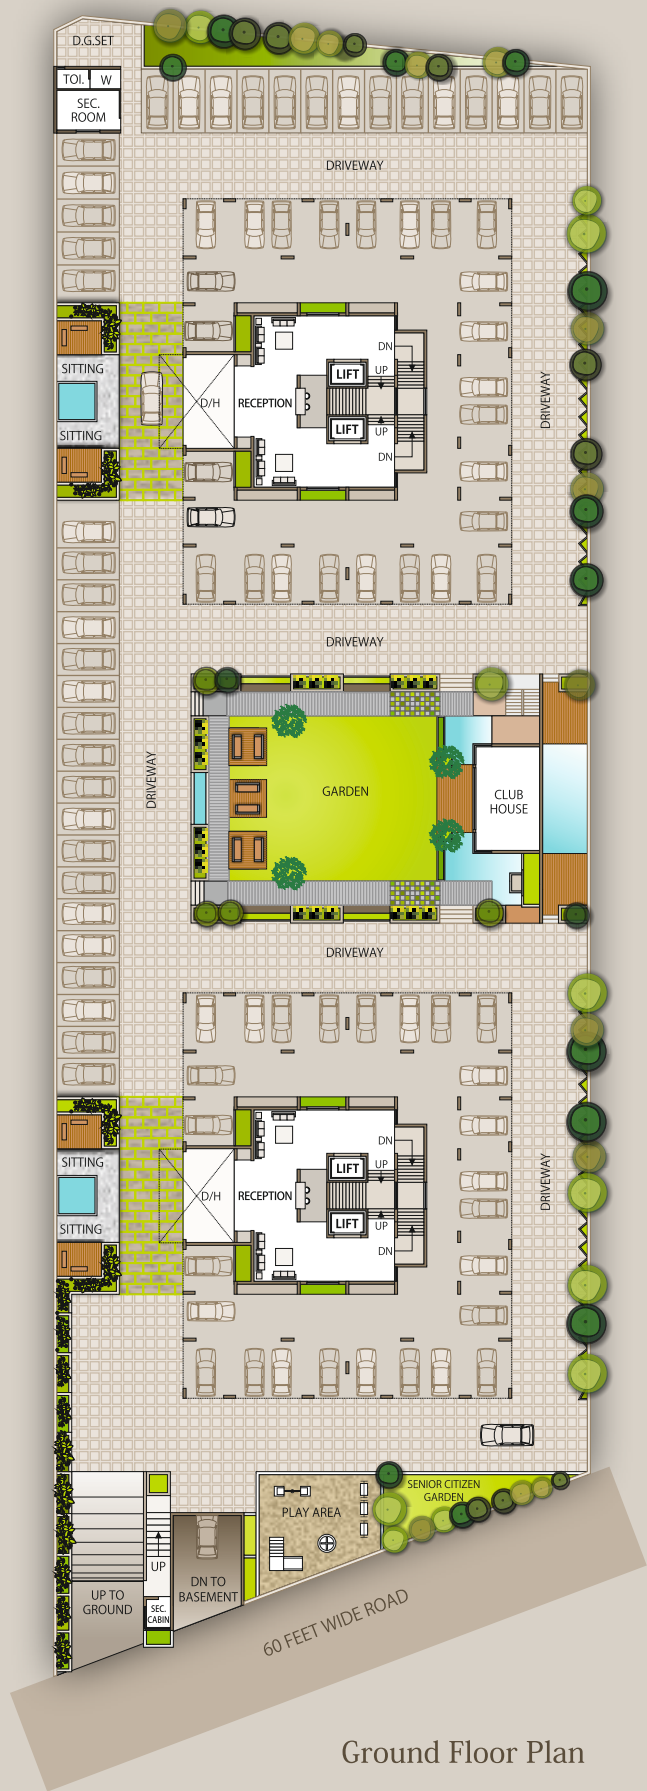 D.G.SET
TOI. W
SEC.
ROOM
DRIVEWAY
DN
SITTING
LIFT
UP
DRIVEWAY
D/H
RECEPTION
LIFT
UP
SITTING
DN
DRIVEWAY
DRIVEWAY
GARDEN
CLUB
HOUSE
DRIVEWAY
DN
SITTING
UP
LIFT
DRIVEWAY
D/H
RECEPTION
LIFT
UP
SITTING
DN
SENIOR CITIZEN
GARDEN
PLAY AREA
UP
DN TO
BASEMENT
UP TO
GROUND
SEC.
CABIN
60 FEET WIDE ROAD
Ground Floor Plan